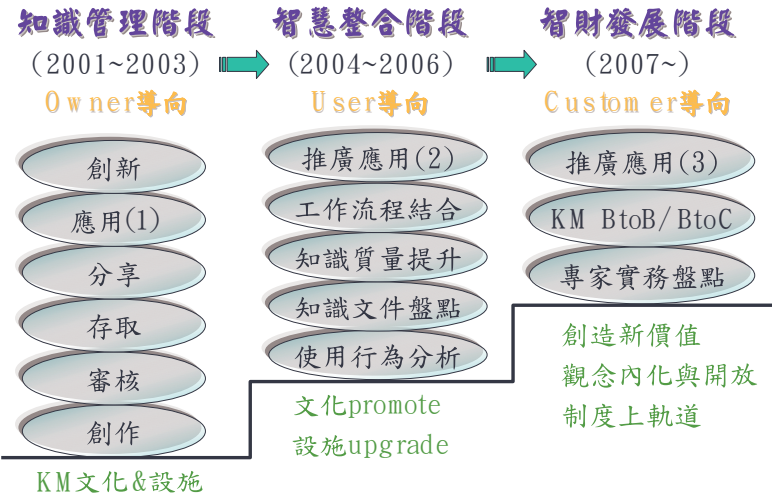 知識管理階段
(2001~2003)
Owner導向
創新
應用(1)
分享
存取
審核
創作
KM文化&設施
智慧整合階段
(2004~2006)
User導向
推廣應用(2)
工作流程結合
知識質量提升
知識文件盤點
使用行為分析
文化promote
設施upgrade
智財發展階段
(2007~)
Customer導向
推廣應用(3)
KM BtoB/BtoC
專家實務盤點
創造新價值
觀念內化與開放
制度上軌道